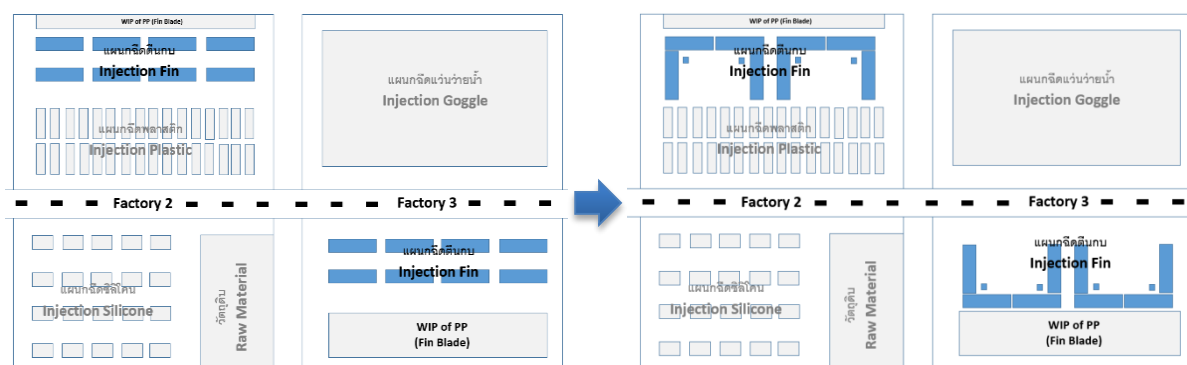 WIP of PP (Fin Blade)
แผนกฉีดตีนกบ
Injection Fin
แผนกฉีดแว่นว่ายน้ำ
Injection Goggle
แผนกฉีดพลาสติก
Injection Plastic
Factory 2
Factory 3
แผนกฉีดซิลิโคน
Injection Silicone
วัตถุดิบ
Raw Material
แผนกฉีดตีนกบ
Injection Fin
WIP of PP
(Fin Blade)
WIP of PP (Fin Blade)
แผนกฉีดตีนกบ
Injection Fin
แผนกฉีดแว่นว่ายน้ำ
Injection Goggle
แผนกฉีดพลาสติก
Injection Plastic
Factory 2
Factory 3
แผนกฉีดซิลิโคน
Injection Silicone
วัตถุดิบ
Raw Material
แผนกฉีดตีนกบ
Injection Fin
WIP of PP
(Fin Blade)